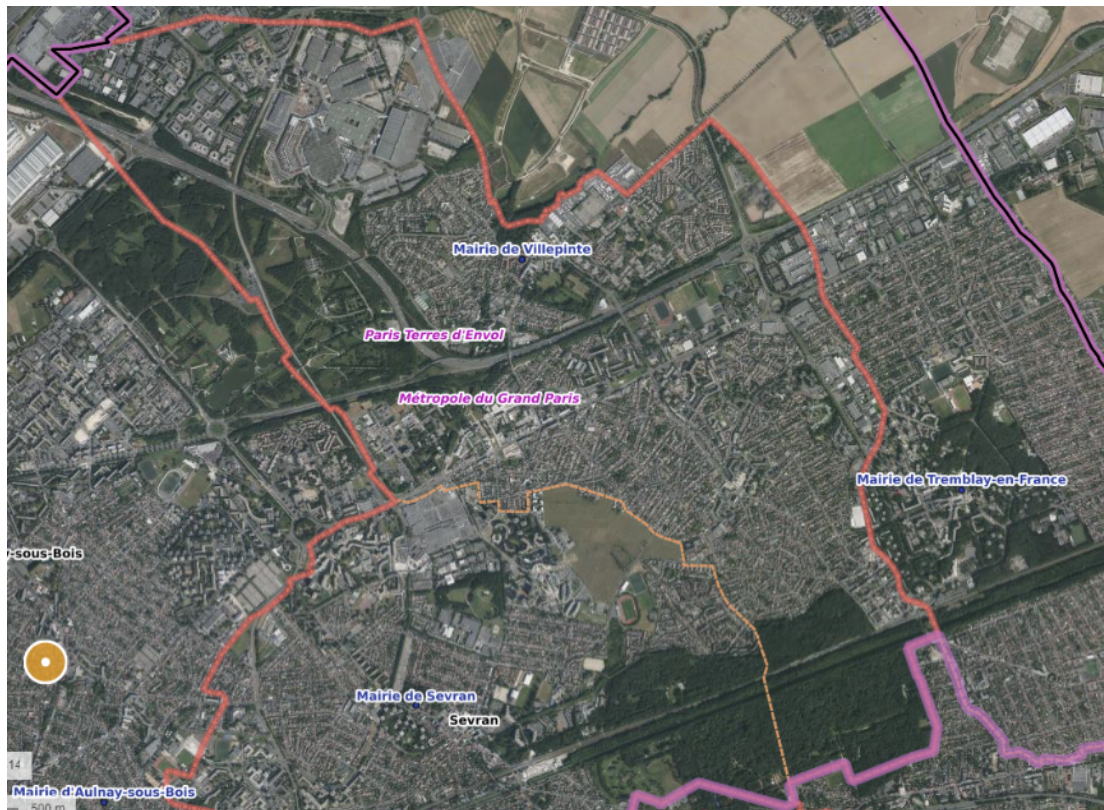 Mairie de Villepinte
Paris Terres d'Envol
Métropole du Grand Paris
Mairie de Tremblay-en-France
y-sous-Bois
Mairie de Sevran
Sevran
14
Mairie d'Aulnay-sous-Bois
500 m